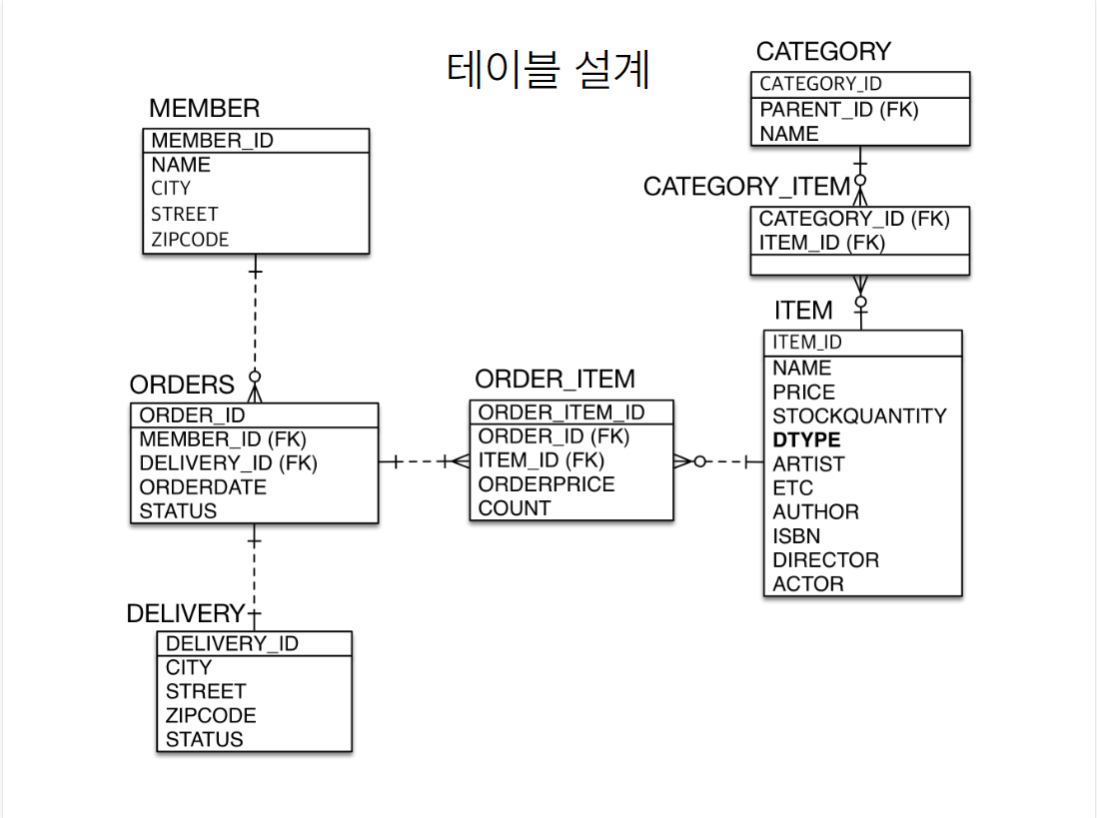 테이블 설계
MEMBER
MEMBER_ID
NAME
CITY
STREET
ZIPCODE
ORDERS
ORDER_ID
MEMBER_ID (FK)
DELIVERY_ID (FK)
ORDERDATE
STATUS
DELIVERY
DELIVERY_ID
CITY
STREET
ZIPCODE
STATUS
ORDER_ITEM
ORDER_ITEM_ID
ORDER_ID (FK)
ITEM_ID (FK)
ORDERPRICE
COUNT
CATEGORY
CATEGORY_ID
PARENT_ID (FK)
NAME
CATEGORY_ITEM
CATEGORY_ID (FK)
ITEM_ID (FK)
ITEM
ITEM_ID
NAME
PRICE
STOCKQUANTITY
DTYPE
ARTIST
ETC
AUTHOR
ISBN
DIRECTOR
ACTOR